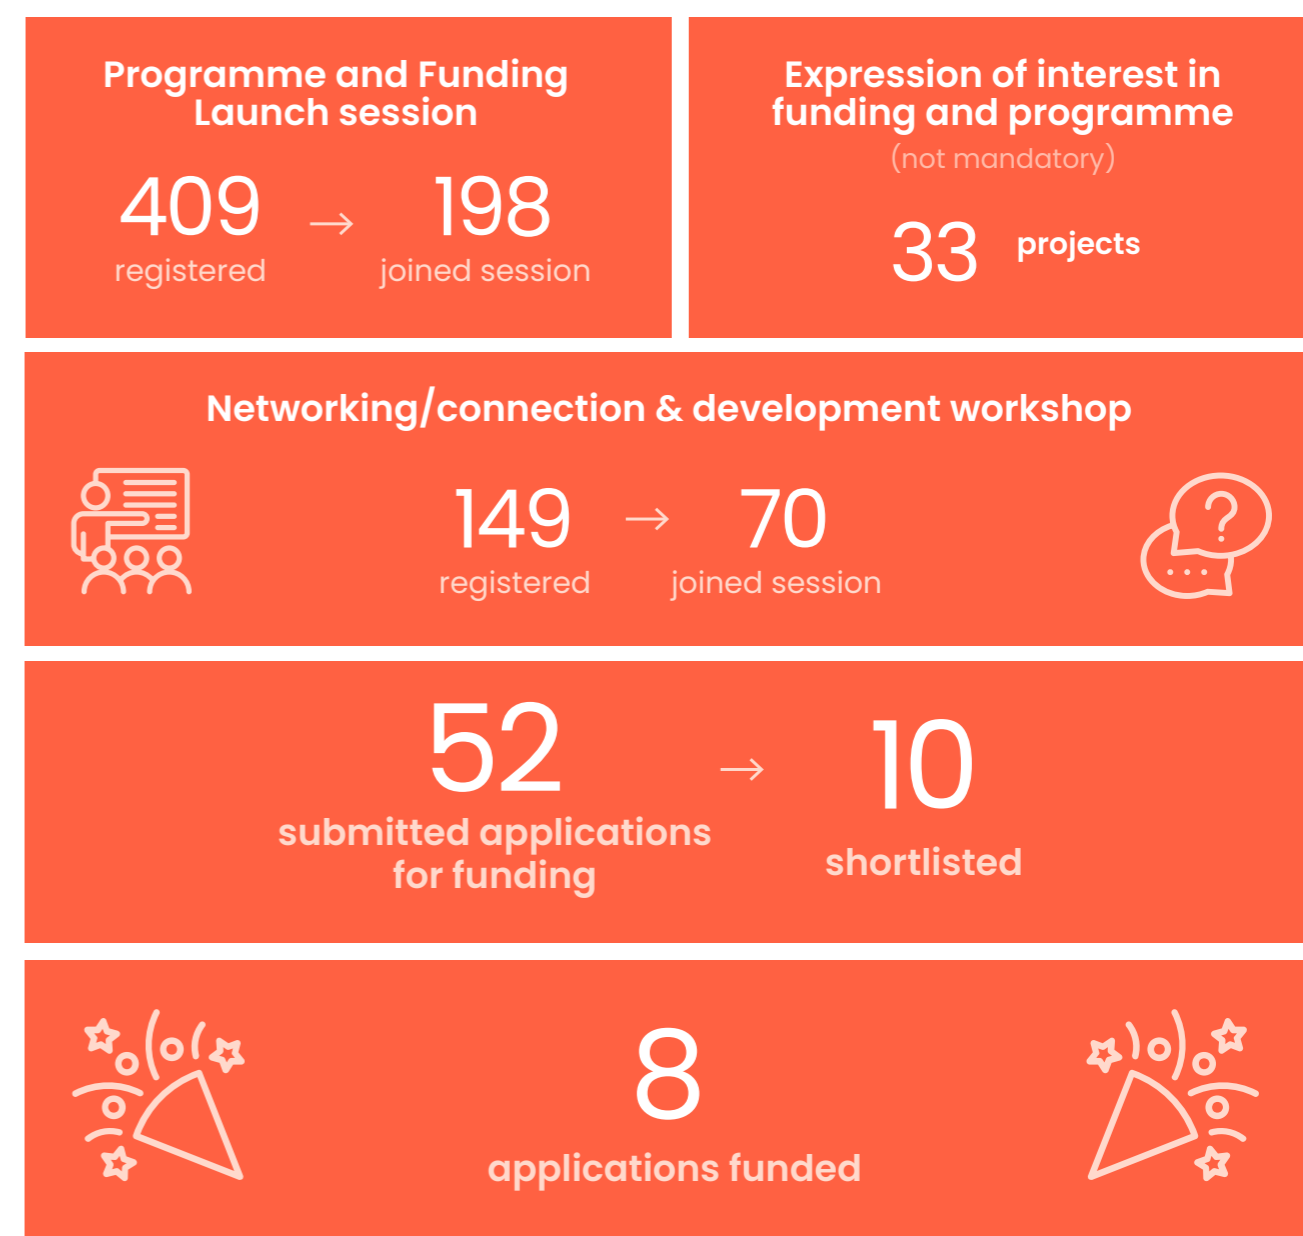 Programme and Funding
Launch session
409 → 198
registered joined session
Expression of interest in
funding and programme
(not mandatory)
33 projects
Networking/connection & development workshop
149 → 70
registered joined session
?
52 → 10
submitted applications
for funding
shortlisted
8
applications funded